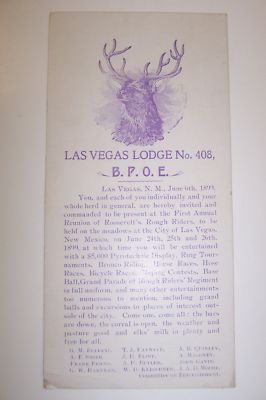 LAS VEGAS LODGE No. 408,
B. P. O. E.
LAS VEGAS, N. M., June 6th, 1899.
You, and each of you individually and your
whole herd in general, are hereby invited and
commanded to be present at the First Annual
Reunion of Roosevelt's Rough Riders, to be
held on the meadows at the City of Las Vegas,
New Mexico, on June 24th, 25th and 26th,
1899, at which time you will be entertained
with a $5,000 Pyrotechnic Display, Ring Tour-
naments, Bronco Riding, Hose Races, Horse
Races, Bicycle Races, Roping Contests, Base
Ball, Grand Parade of Rough Riders' Regiment
in full uniform, and many other entertainments
too numerous to mention, including grand
balls and excursions to places of interest out-
side of the city. Come one, come all; the bars
are down, the corral is open, the weather and
pasture good and elks' milk is plenty and
free for all.